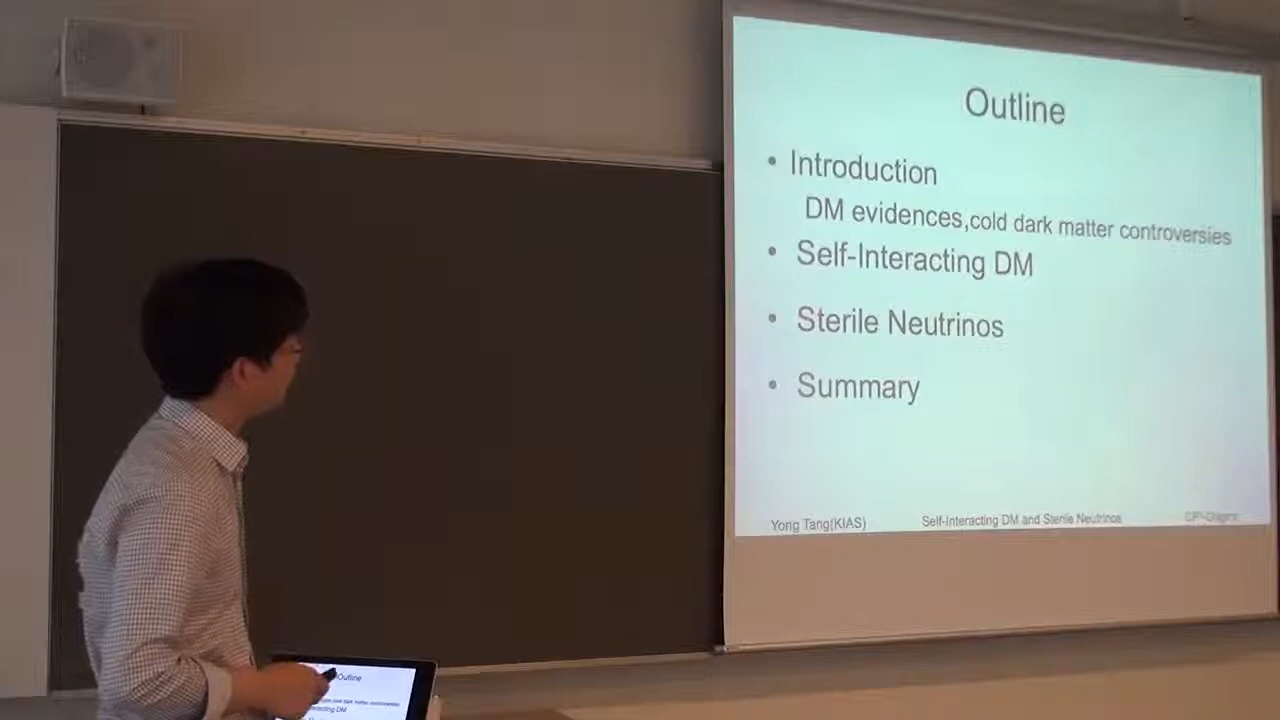 Outline
• Introduction
DM evidences,cold dark matter controversies
• Self-Interacting DM
• Sterile Neutrinos
• Summary
Yong Tang(KIAS)
Self-Interacting DM and Sterile Neutrinos
Outline